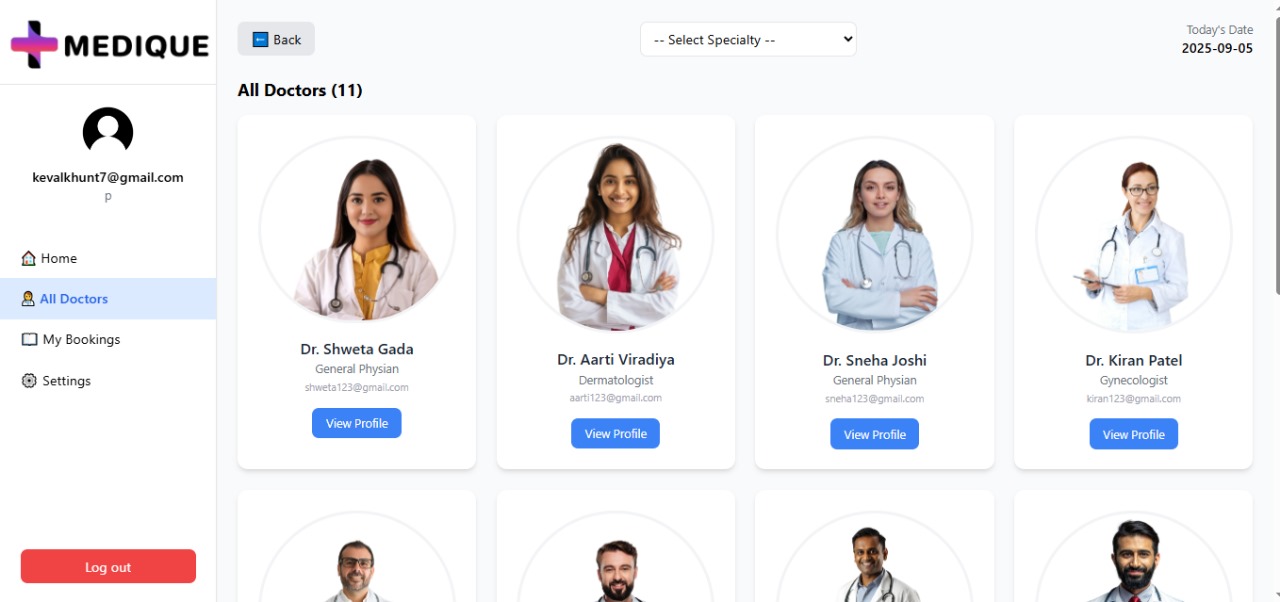 MEDIQUE
kevalkhunt7@gmail.com
p
Home
All Doctors
My Bookings
Settings
Log out
Back
-- Select Specialty --
Today's Date
2025-09-05
All Doctors (11)
Dr. Shweta Gada
General Physian
shweta123@gmail.com
View Profile
Dr. Aarti Viradiya
Dermatologist
aarti123@gmail.com
View Profile
Dr. Sneha Joshi
General Physian
sneha123@gmail.com
View Profile
Dr. Kiran Patel
Gynecologist
kiran123@gmail.com
View Profile